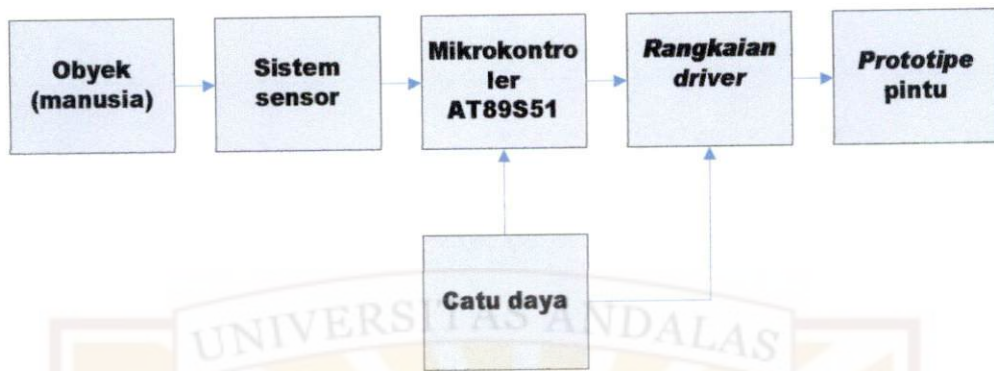 Obyek
(manusia)
Sistem
sensor
Mikrokontro
ler
AT89S51
Rangkaian
driver
Prototipe
pintu
Catu daya
UNIVERSITAS ANDALAS